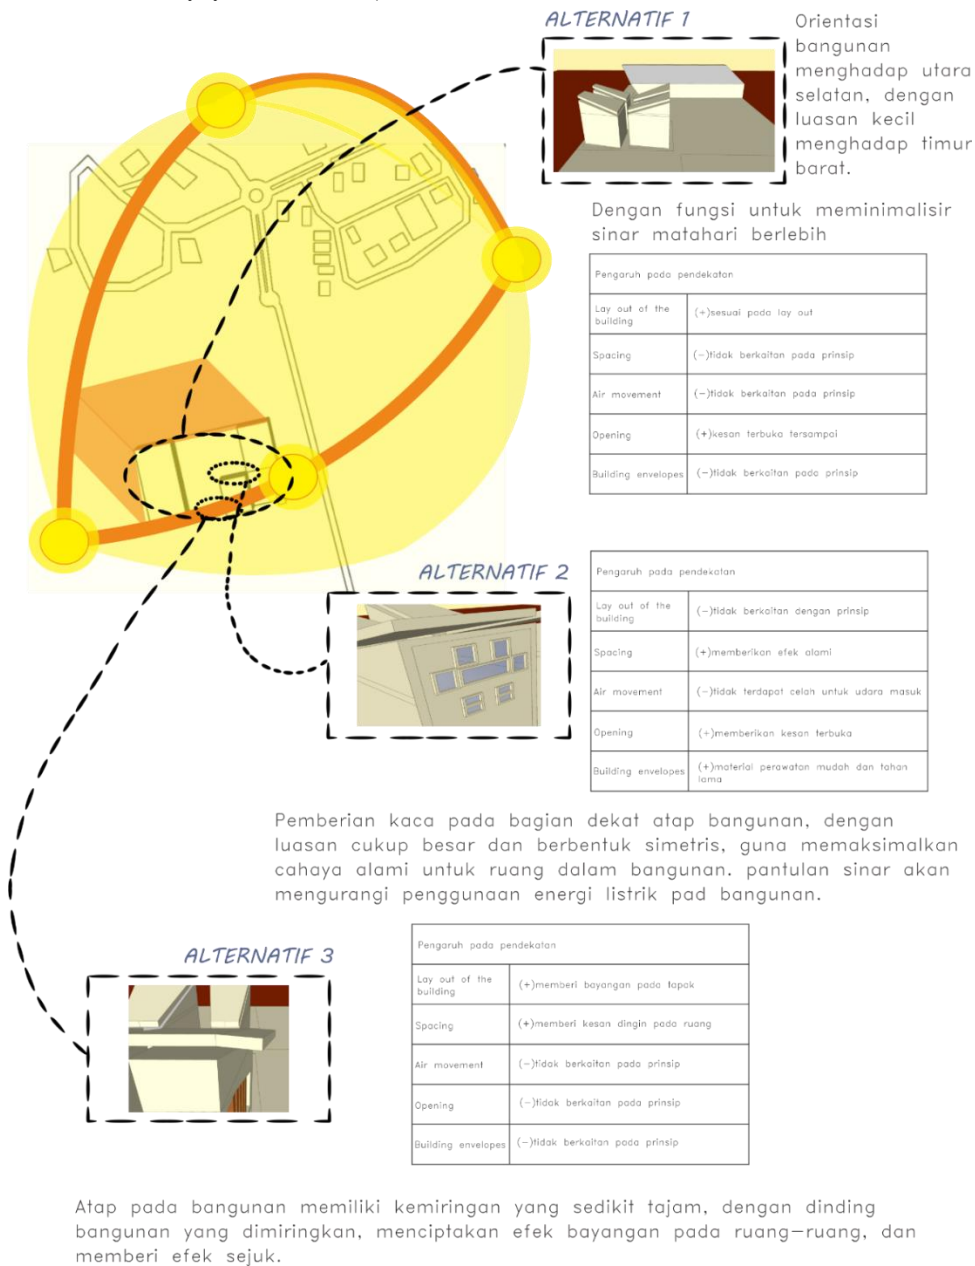 ALTERNATIF 1
Orientasi
bangunan
menghadap utara
selatan, dengan
luasan kecil
menghadap timur
barat.
Dengan fungsi untuk meminimalisir
sinar matahari berlebih
Pengaruh pada pendekatan
Lay out of the
building
(+)sesuai pada lay out
Spacing
(-)tidak berkaitan pada prinsip
Air movement
(-)tidak berkaitan pada prinsip
Opening
(+)kesan terbuka tersampai
Building envelopes
(-)tidak berkaitan pada prinsip
ALTERNATIF 2
Pengaruh pada pendekatan
Lay out of the
building
(-)tidak berkaitan dengan prinsip
Spacing
(+)memberikan efek alami
Air movement
(-)tidak terdapat celah untuk udara masuk
Opening
(+)memberikan kesan terbuka
Building envelopes
(+)material perawatan mudah dan tahan
lama
Pemberian kaca pada bagian dekat atap bangunan, dengan
luasan cukup besar dan berbentuk simetris, guna memaksimalkan
cahaya alami untuk ruang dalam bangunan. pantulan sinar akan
mengurangi penggunaan energi listrik pad bangunan.
ALTERNATIF 3
Pengaruh pada pendekatan
Lay out of the
building
(+)memberi bayangan pada tapak
Spacing
(+)memberi kesan dingin pada ruang
Air movement
(-)tidak berkaitan pada prinsip
Opening
(-)tidak berkaitan pada prinsip
Building envelopes
(-)tidak berkaitan pada prinsip
Atap pada bangunan memiliki kemiringan yang sedikit tajam, dengan dinding
bangunan yang dimiringkan, menciptakan efek bayangan pada ruang-ruang, dan
memberi efek sejuk.